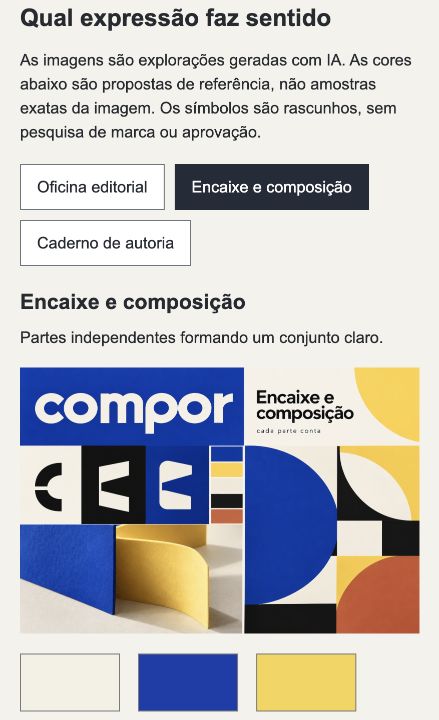 Qual expressão faz sentido
As imagens são explorações geradas com IA. As cores
abaixo são propostas de referência, não amostras
exatas da imagem. Os símbolos são rascunhos, sem
pesquisa de marca ou aprovação.
Oficina editorial
Encaixe e composição
Caderno de autoria
Encaixe e composição
Partes independentes formando um conjunto claro.
compor
Encaixe e
composição
cada parte conta